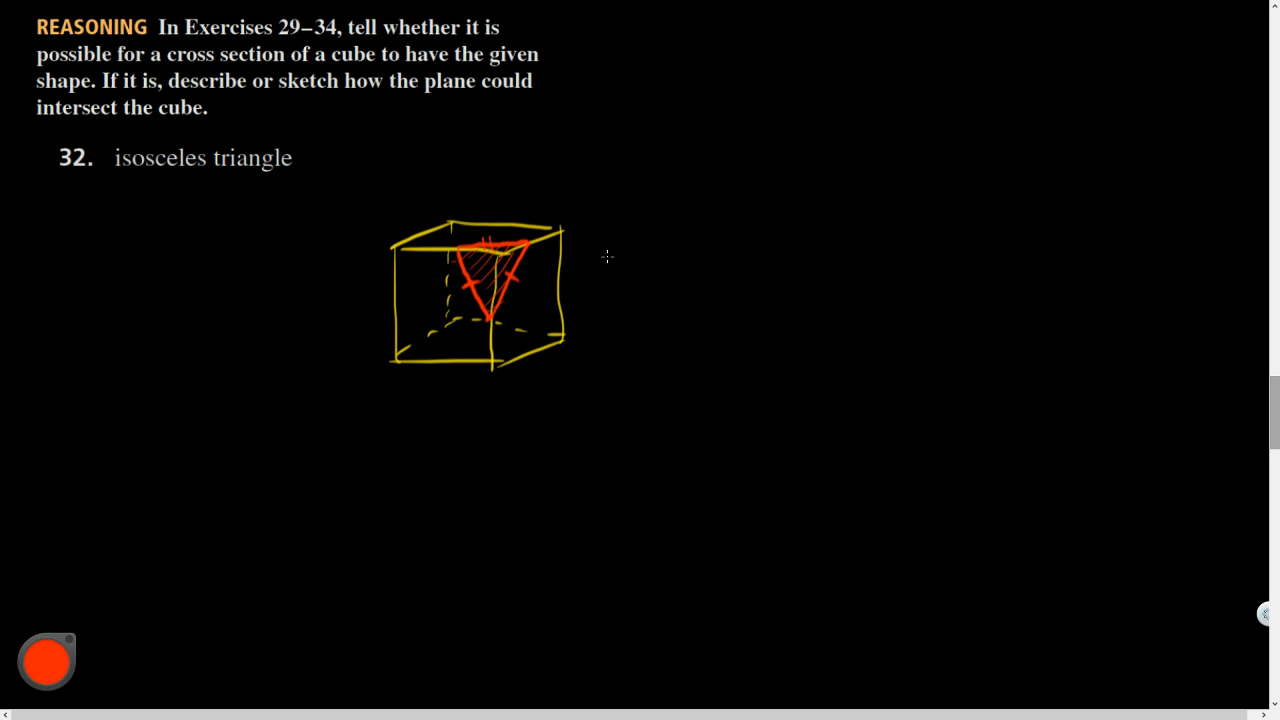 REASONING In Exercises 29–34, tell whether it is
possible for a cross section of a cube to have the given
shape. If it is, describe or sketch how the plane could
intersect the cube.
32. isosceles triangle